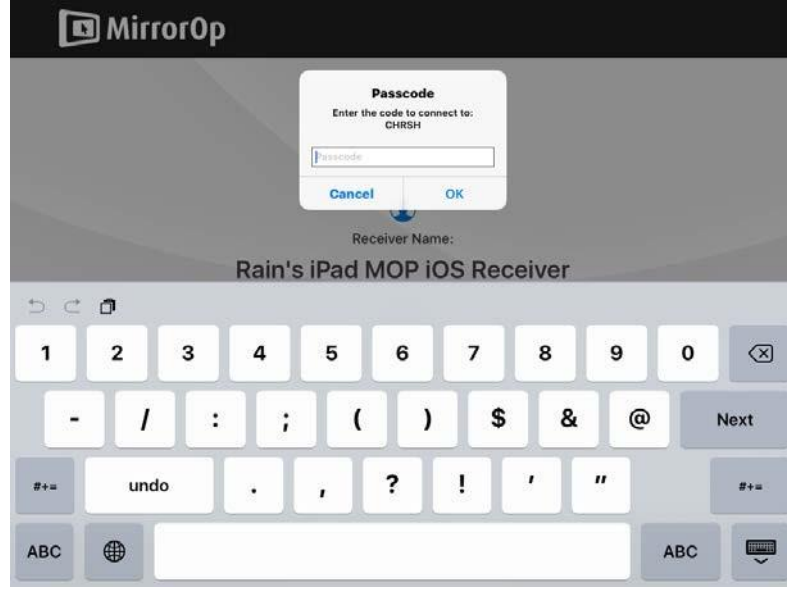 MirrorOp
Passcode
Enter the code to connect to:
CHRSH
Passcode
Cancel OK
Receiver Name:
Rain's iPad MOP iOS Receiver
1 2 3 4 5 6 7 8 9 0
- / : ; ( ) $ & @ Next
#+= undo . , ? ! ' " #+=
ABC ABC